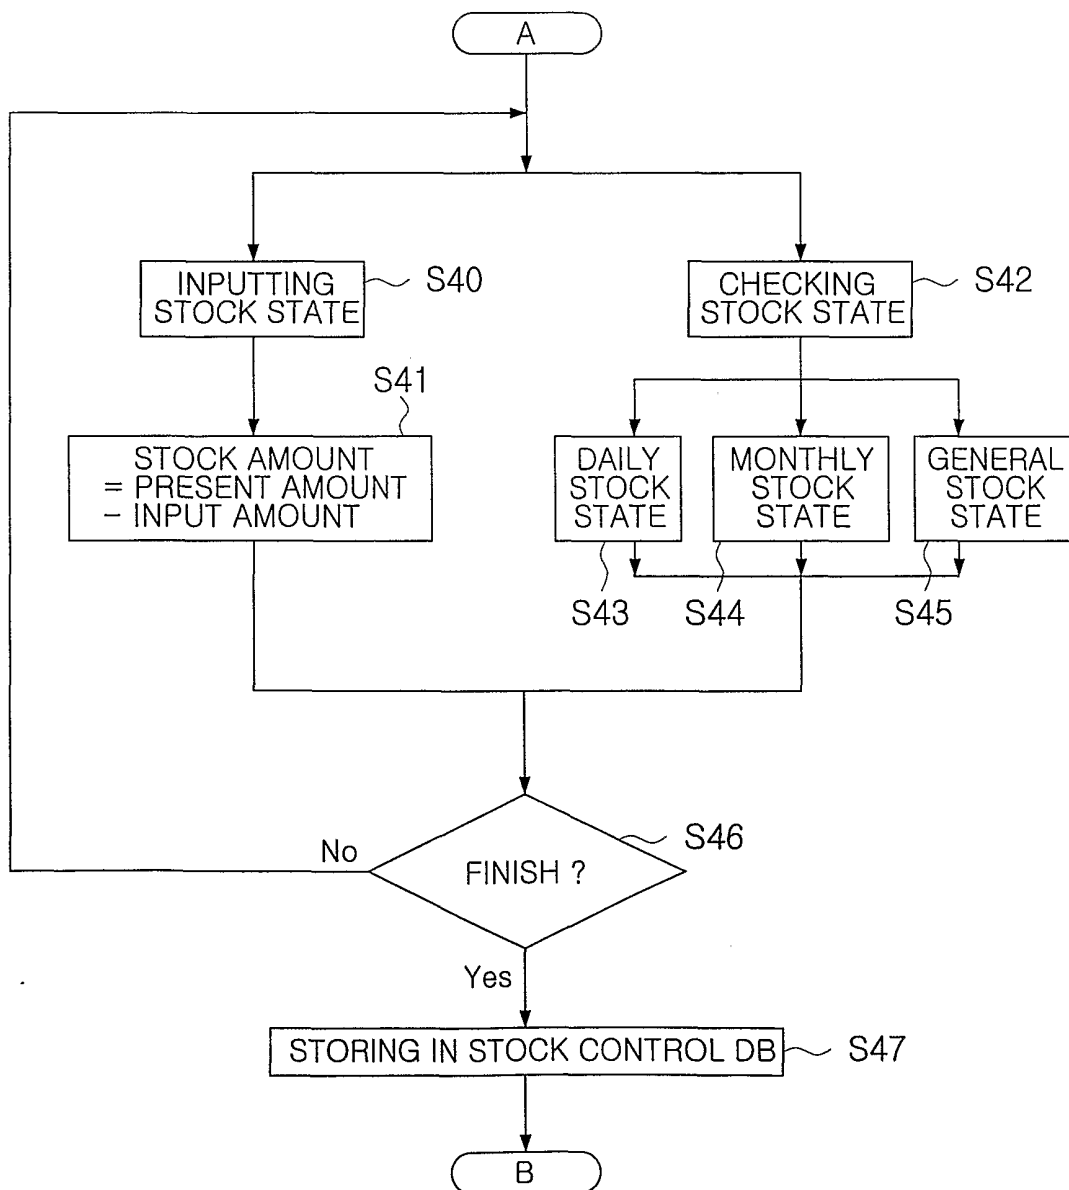 A
INPUTTING
STOCK STATE
S40
CHECKING
STOCK STATE
S42
S41
STOCK AMOUNT
= PRESENT AMOUNT
– INPUT AMOUNT
DAILY
STOCK
STATE
MONTHLY
STOCK
STATE
GENERAL
STOCK
STATE
S43
S44
S45
S46
No
FINISH ?
Yes
STORING IN STOCK CONTROL DB
S47
B